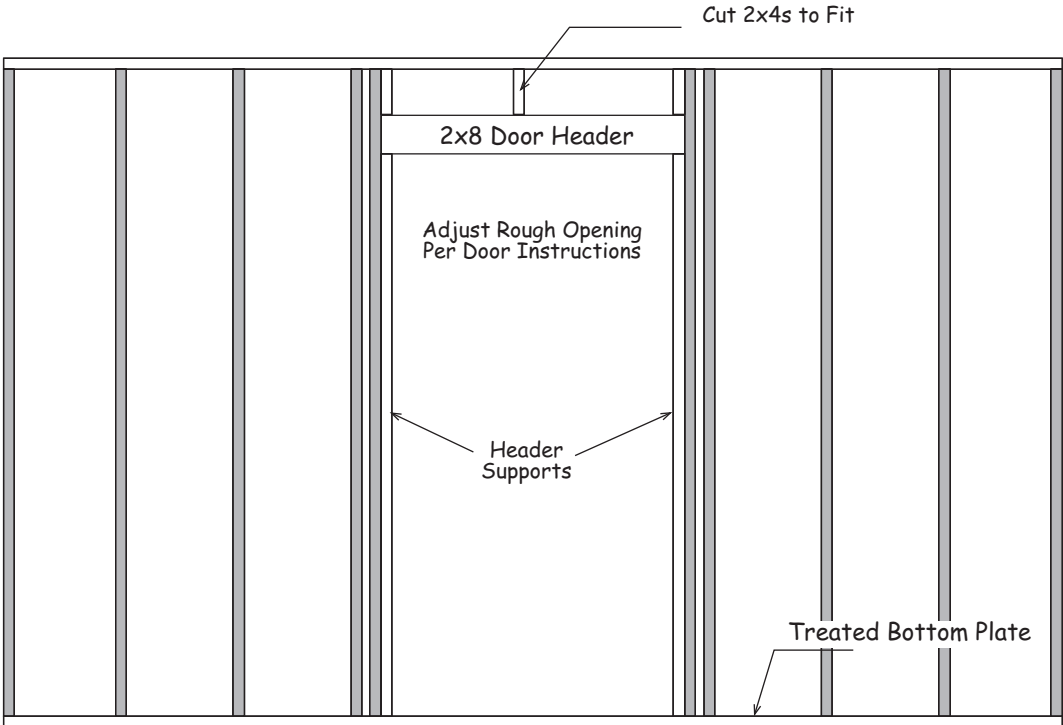 Cut 2x4s to Fit
2x8 Door Header
Adjust Rough Opening
Per Door Instructions
Header
Supports
Treated Bottom Plate